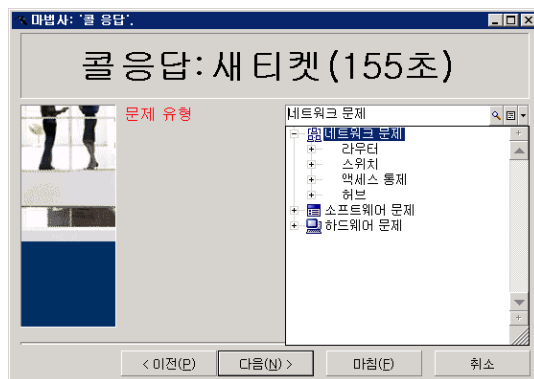 마법사: '콜 응답'.
콜 응답: 새 티켓(155초)
문제 유형
네트워크 문제
네트워크 문제
라우터
스위치
액세스 통제
허브
소프트웨어 문제
하드웨어 문제
< 이전(P)
다음(N) >
마침(F)
취소